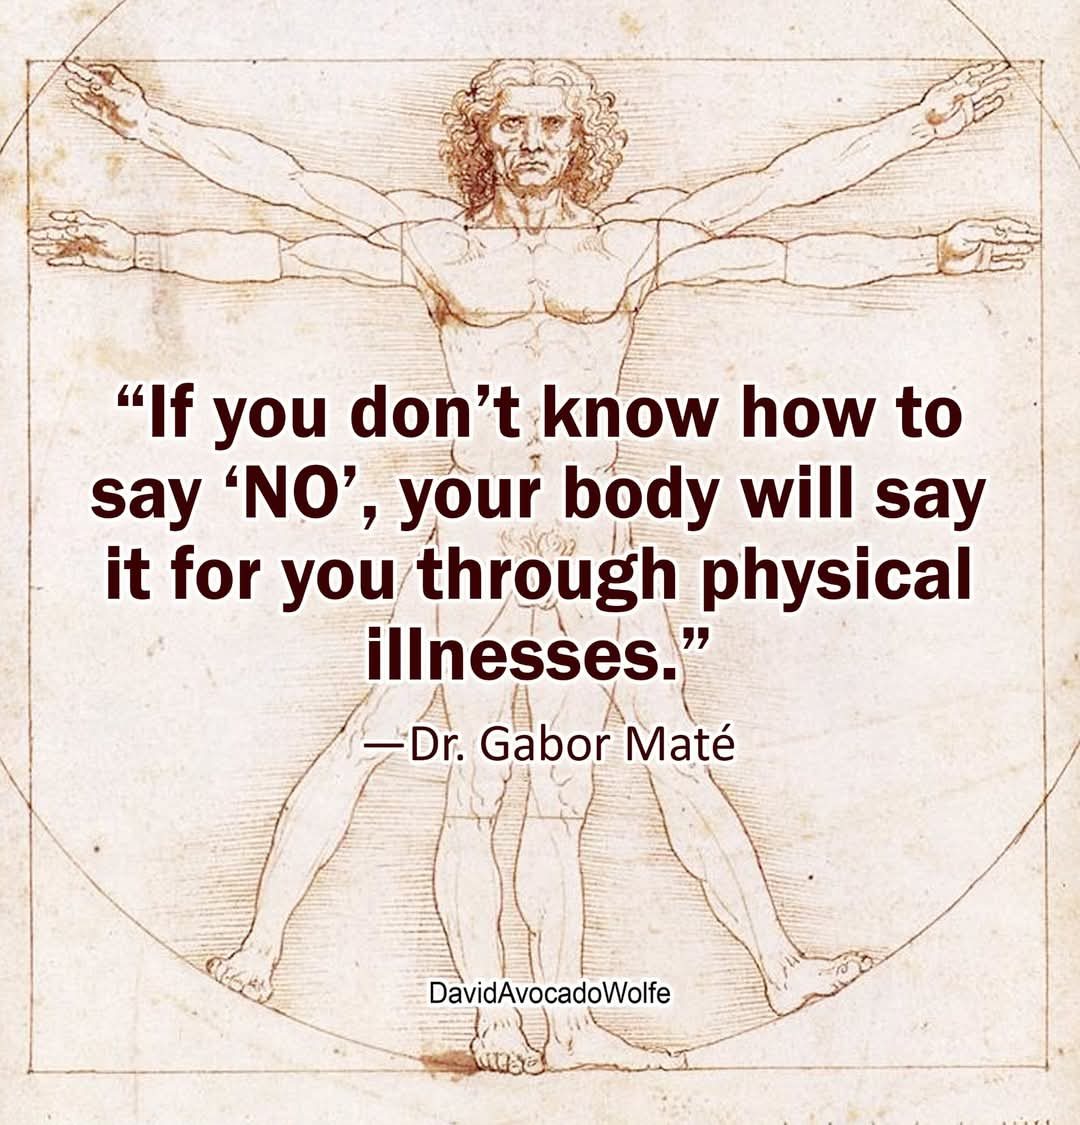 “If you don’t know how to
say ‘NO’, your body will say
it for you through physical
illnesses.”
—Dr. Gabor Maté
DavidAvocadoWolfe